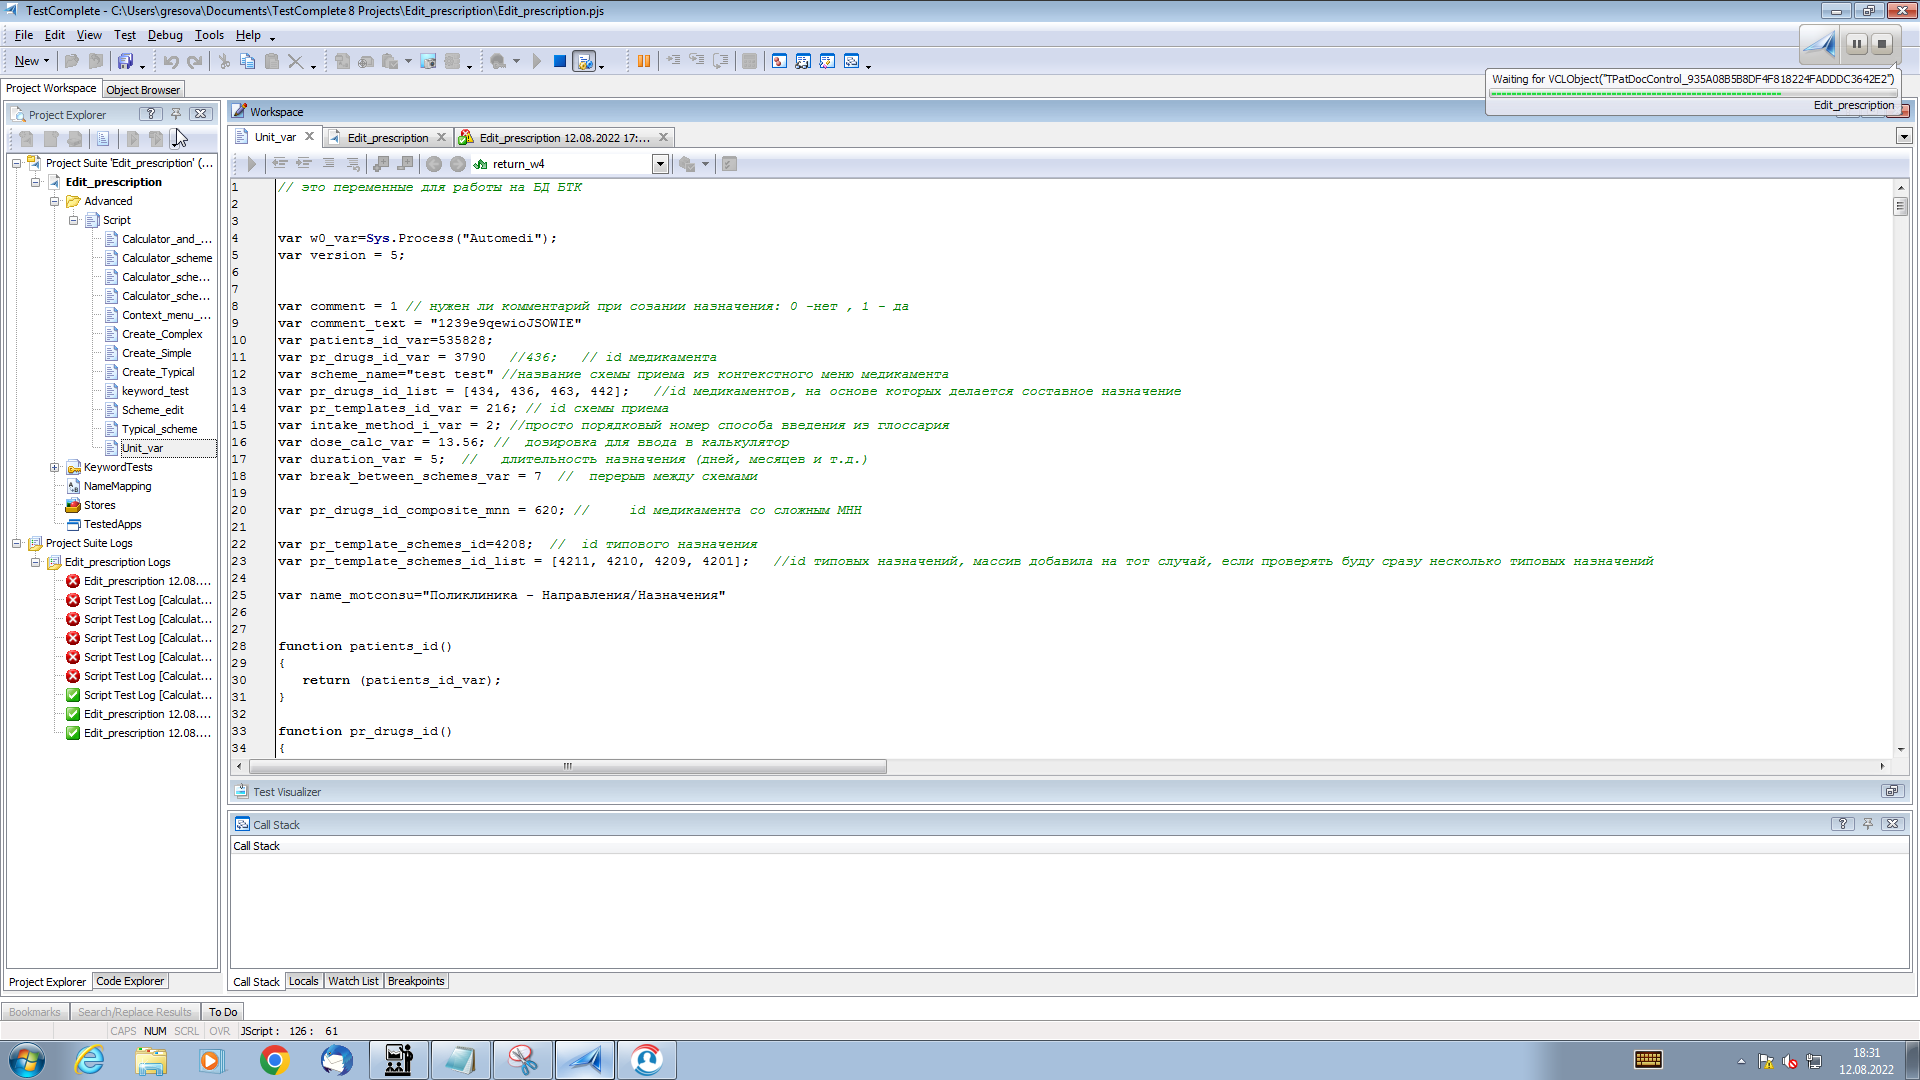 TestComplete - C:\Users\gresova\Documents\TestComplete 8 Projects\Edit_prescription\Edit_prescription.pjs
File Edit View Test Debug Tools Help
New
Waiting for VCLObject("TPatDocControl_935A08B5B8DF4F818224FADDDC3642E2")
Edit_prescription
Project Workspace
Object Browser
Project Explorer
Project Suite 'Edit_prescription' (...
Edit_prescription
Advanced
Script
Calculator_and_...
Calculator_scheme
Calculator_sche...
Calculator_sche...
Context_menu_...
Create_Complex
Create_Simple
Create_Typical
keyword_test
Scheme_edit
Typical_scheme
Unit_var
KeywordTests
NameMapping
Stores
TestedApps
Project Suite Logs
Edit_prescription Logs
Edit_prescription 12.08....
Script Test Log [Calculat...
Script Test Log [Calculat...
Script Test Log [Calculat...
Script Test Log [Calculat...
Script Test Log [Calculat...
Script Test Log [Calculat...
Edit_prescription 12.08....
Edit_prescription 12.08....
Project Explorer
Code Explorer
Workspace
Unit_var
Edit_prescription
Edit_prescription 12.08.2022 17:...
return_w4
1 // это переменные для работы на БД БТК
2
3
4 var w0_var=Sys.Process("Automedi");
5 var version = 5;
6
7
8 var comment = 1 // нужен ли комментарий при созании назначения: 0 -нет , 1 - да
9 var comment_text = "1239e9qewioJSOWIE"
10 var patients_id_var=535828;
11 var pr_drugs_id_var = 3790 //436; // id медикамента
12 var scheme_name="test test" //название схемы приема из контекстного меню медикамента
13 var pr_drugs_id_list = [434, 436, 463, 442]; //id медикаментов, на основе которых делается составное назначение
14 var pr_templates_id_var = 216; // id схемы приема
15 var intake_method_i_var = 2; //просто порядковый номер способа введения из глоссария
16 var dose_calc_var = 13.56; // дозировка для ввода в калькулятор
17 var duration_var = 5; // длительность назначения (дней, месяцев и т.д.)
18 var break_between_schemes_var = 7 // перерыв между схемами
19
20 var pr_drugs_id_composite_mnn = 620; // id медикамента со сложным МНН
21
22 var pr_template_schemes_id=4208; // id типового назначения
23 var pr_template_schemes_id_list = [4211, 4210, 4209, 4201]; //id типовых назначений, массив добавила на тот случай, если проверять буду сразу несколько типовых назначений
24
25 var name_motconsu="Поликлиника - Направления/Назначения"
26
27
28 function patients_id()
29 {
30 return (patients_id_var);
31 }
32
33 function pr_drugs_id()
34 {
Test Visualizer
Call Stack
Call Stack
Call Stack
Locals
Watch List
Breakpoints
Bookmarks
Search/Replace Results
To Do
CAPS NUM SCRL OVR JScript : 126 : 61
18:31
12.08.2022